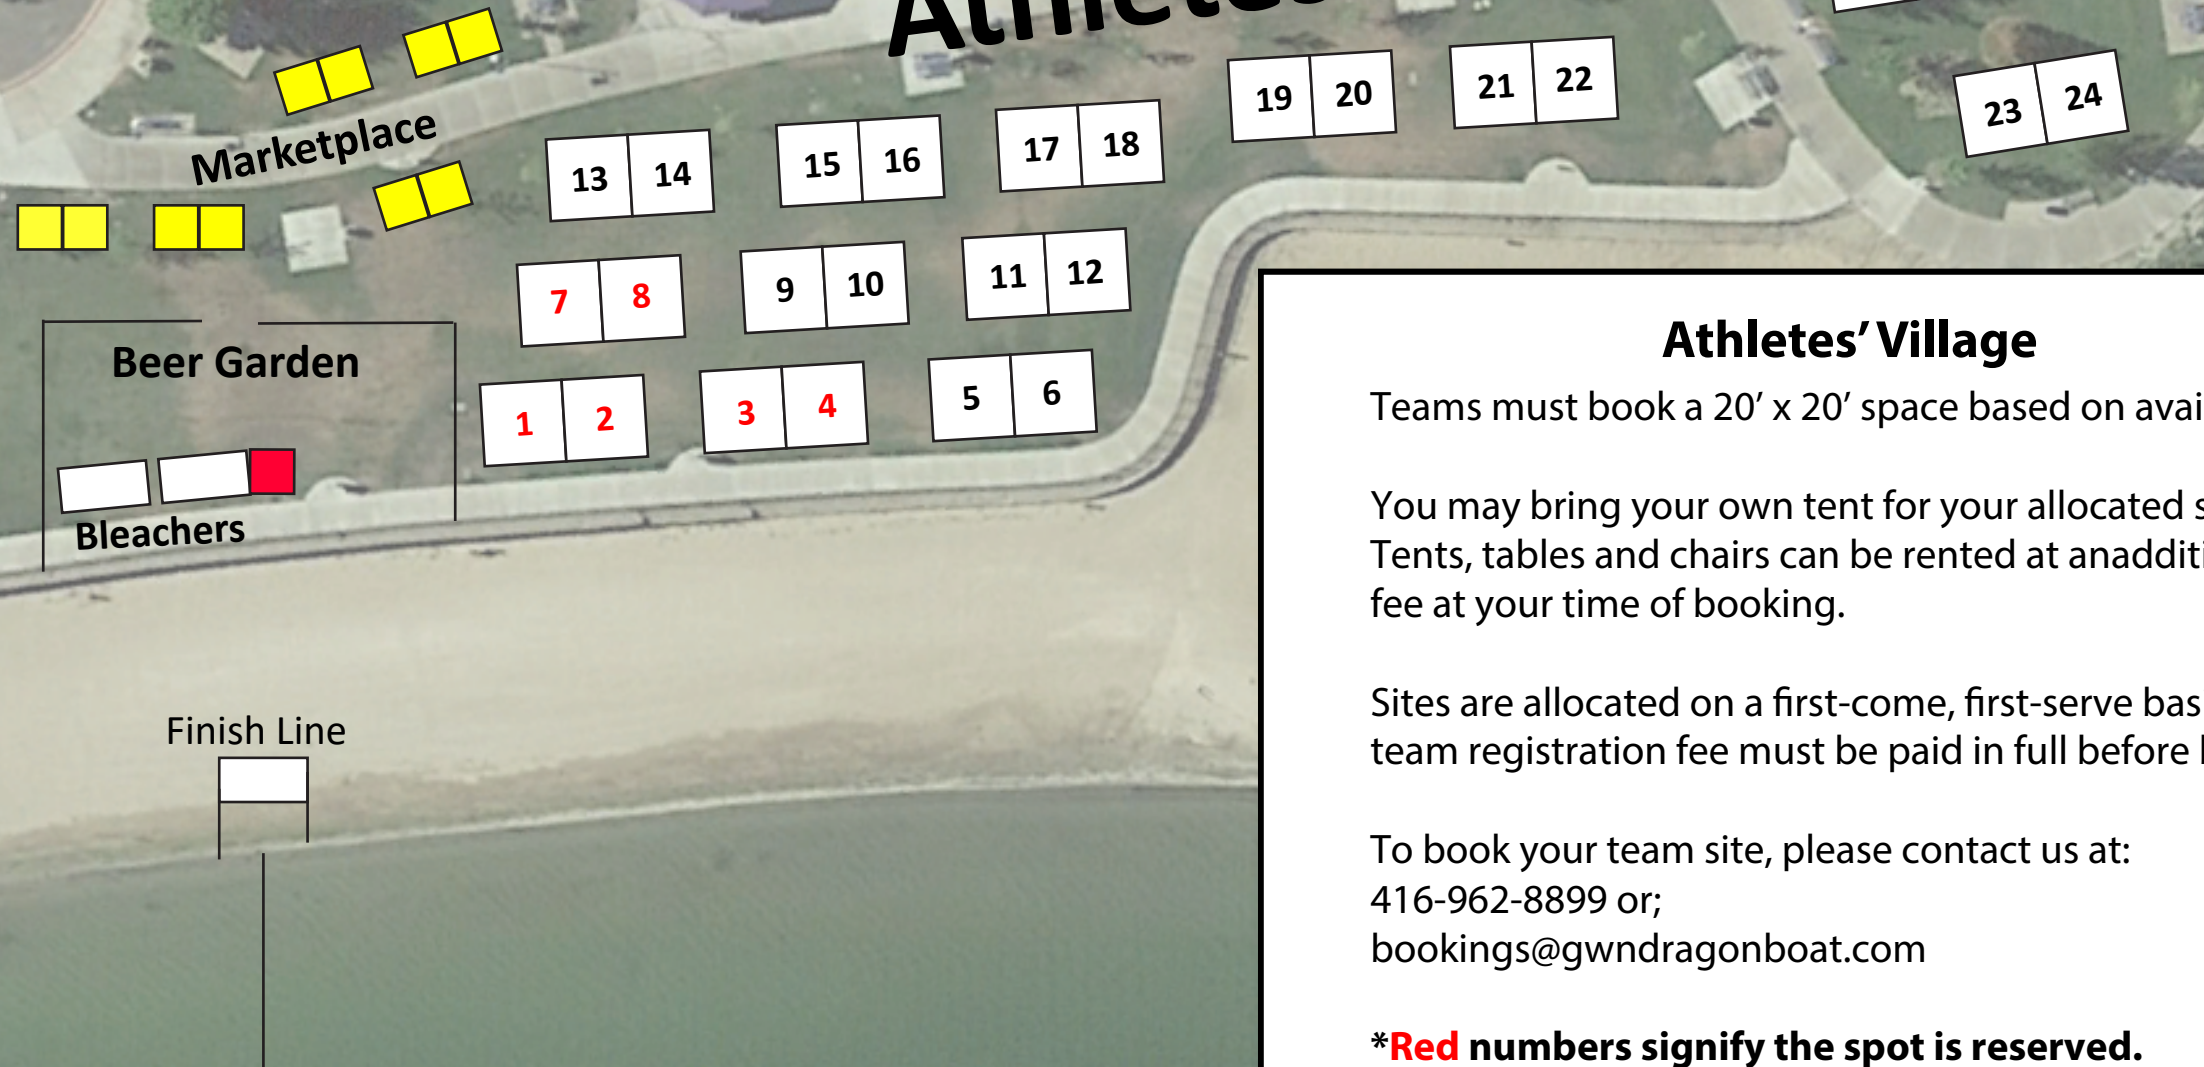 Athletes
19 20
21 22
23 24
Marketplace
13 14
15 16
17 18
7 8
9 10
11 12
Beer Garden
1 2
3 4
5 6
Bleachers
Finish Line
Athletes’ Village
Teams must book a 20’ x 20’ space based on
You may bring your own tent for your allocated
Tents, tables and chairs can be rented at
fee at your time of booking.
Sites are allocated on a first-come, first-serve
team registration fee must be paid in full before
To book your team site, please contact us at:
416-962-8899 or;
bookings@gwndragonboat.com
*Red numbers signify the spot is reserved.